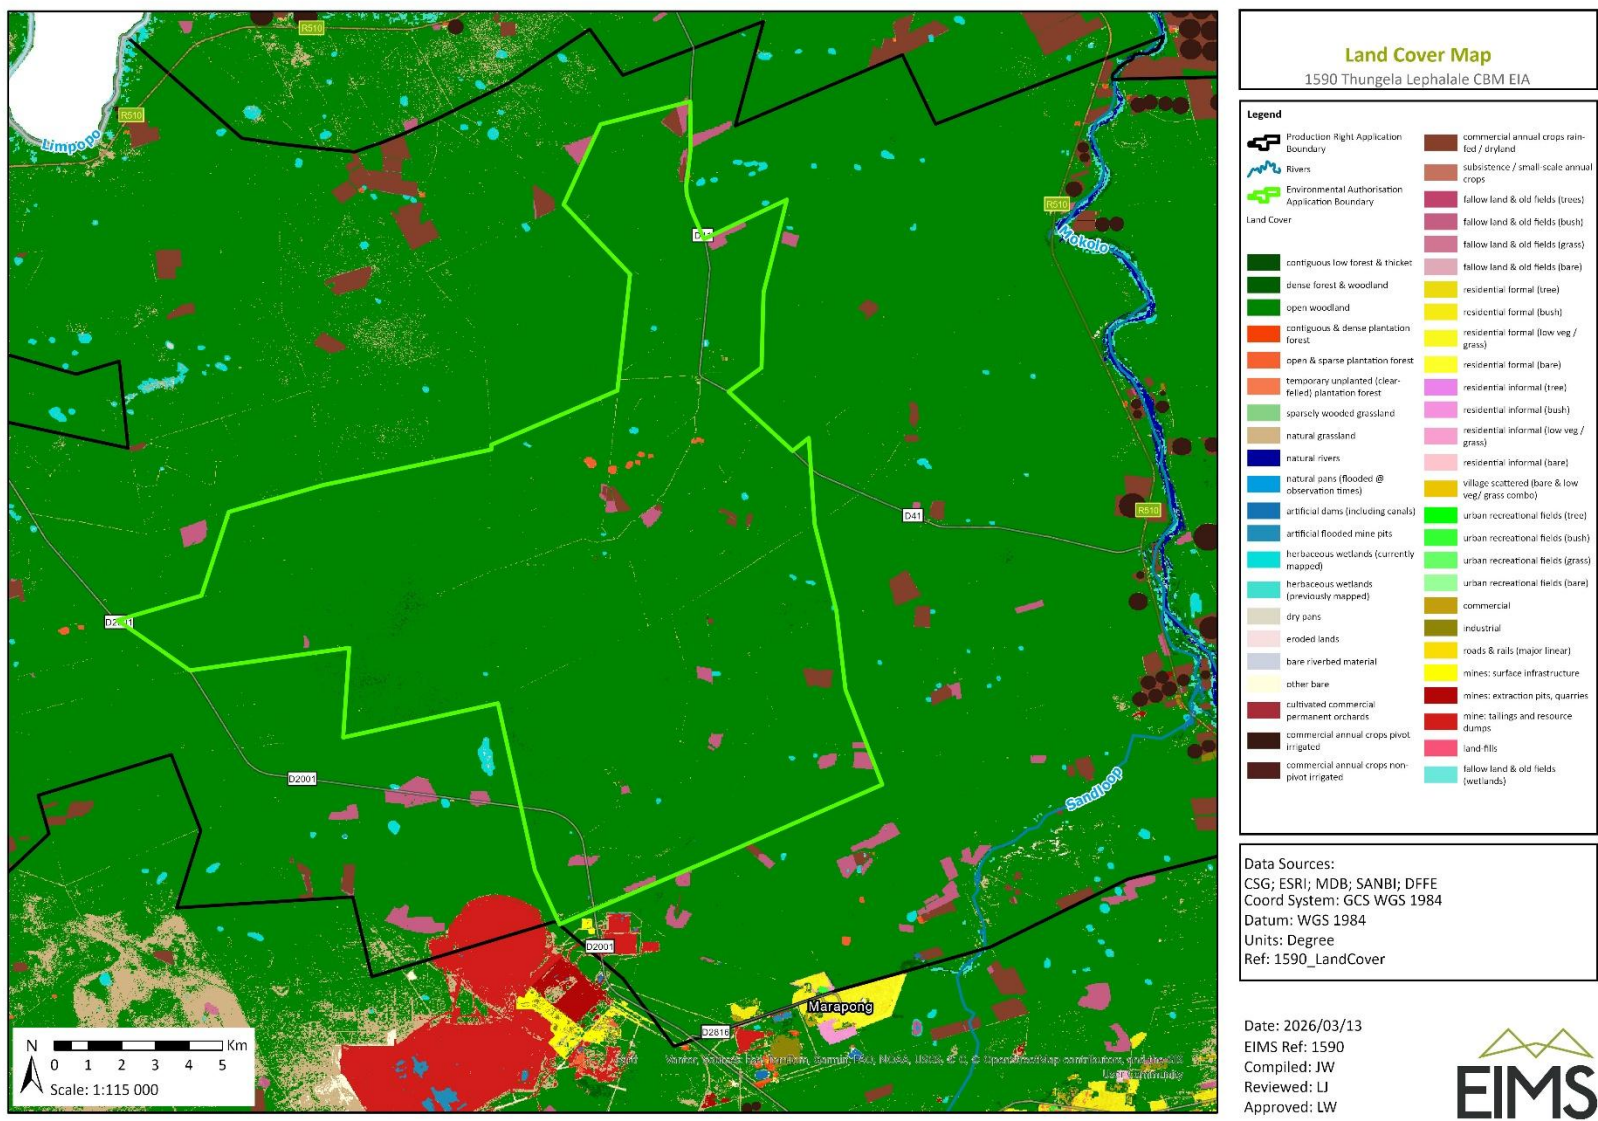 Land Cover Map
1590 Thungela Lephalale CBM EIA
Legend
Production Right Application
Boundary
Rivers
Environmental Authorisation
Application Boundary
Land Cover
contiguous low forest & thicket
dense forest & woodland
open woodland
contiguous & dense plantation
forest
open & sparse plantation forest
temporary unplanted (clear-
felled) plantation forest
sparsely wooded grassland
natural grassland
natural rivers
natural pans (flooded @
observation times)
artificial dams (including canals)
artificial flooded mine pits
herbaceous wetlands (currently
mapped)
herbaceous wetlands
(previously mapped)
dry pans
eroded lands
bare riverbed material
other bare
cultivated commercial
permanent orchards
commercial annual crops pivot
irrigated
commercial annual crops non-
pivot irrigated
commercial annual crops rain-
fed / dryland
subsistence / small-scale annual
crops
fallow land & old fields (trees)
fallow land & old fields (bush)
fallow land & old fields (grass)
fallow land & old fields (bare)
residential formal (tree)
residential formal (bush)
residential formal (low veg /
grass)
residential formal (bare)
residential informal (tree)
residential informal (bush)
residential informal (low veg /
grass)
residential informal (bare)
village scattered (bare & low
veg/ grass combo)
urban recreational fields (tree)
urban recreational fields (bush)
urban recreational fields (grass)
urban recreational fields (bare)
commercial
industrial
roads & rails (major linear)
mines: surface infrastructure
mines: extraction pits, quarries
mine: tailings and resource
dumps
land-fills
fallow land & old fields
(wetlands)
Data Sources:
CSG; ESRI; MDB; SANBI; DFFE
Coord System: GCS WGS 1984
Datum: WGS 1984
Units: Degree
Ref: 1590_LandCover
Date: 2026/03/13
EIMS Ref: 1590
Compiled: JW
Reviewed: LJ
Approved: LW
EIMS
R510
R510
Limpopo
R510
Mokolo
R510
D41
D2001
D2001
Sandloop
D2001
Marapong
D2816
N
0 1 2 3 4 5 Km
Scale: 1:115 000